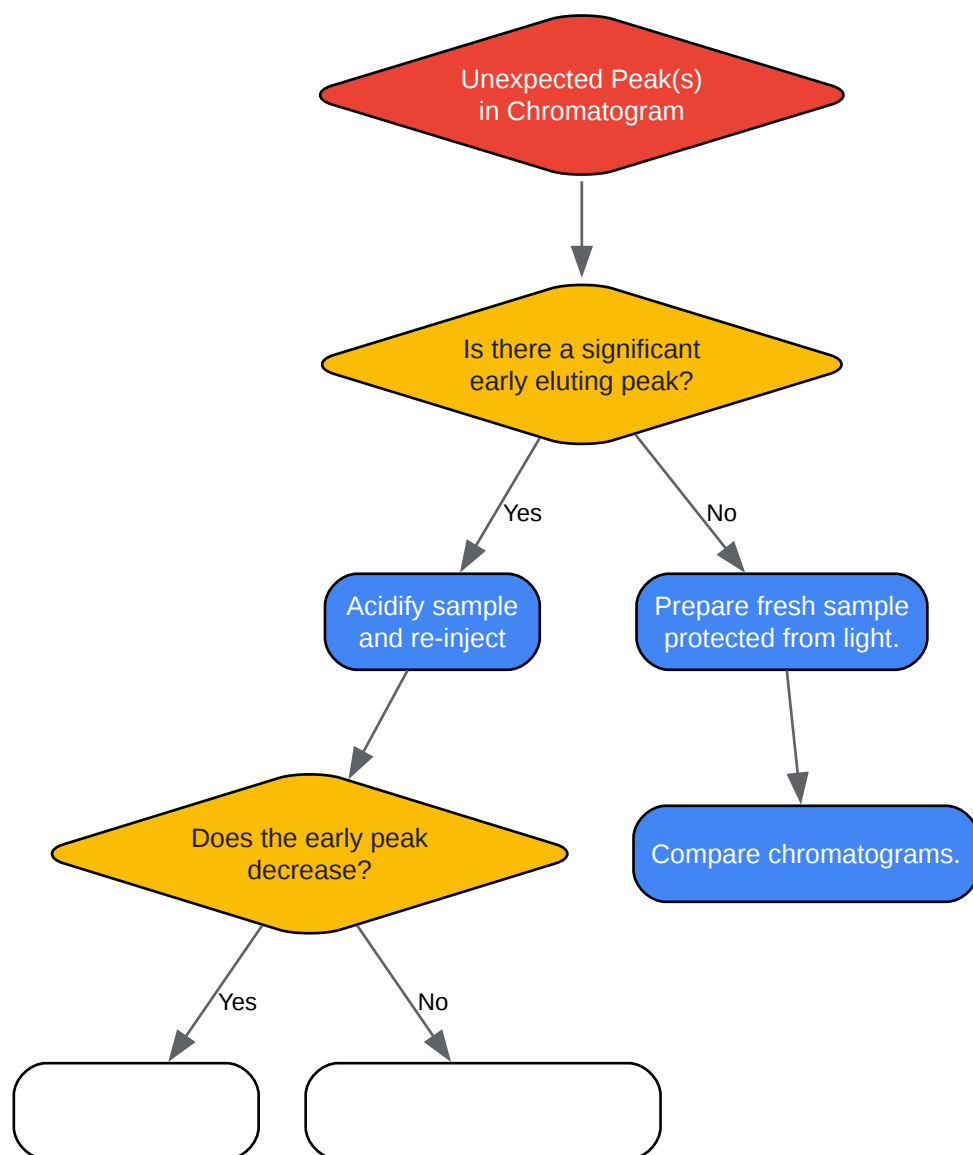 Unexpected Peak(s)
in Chromatogram
Is there a significant
early eluting peak?
Yes
No
Acidify sample
and re-inject
Prepare fresh sample
protected from light.
Does the early peak
decrease?
Compare chromatograms.
Yes
No